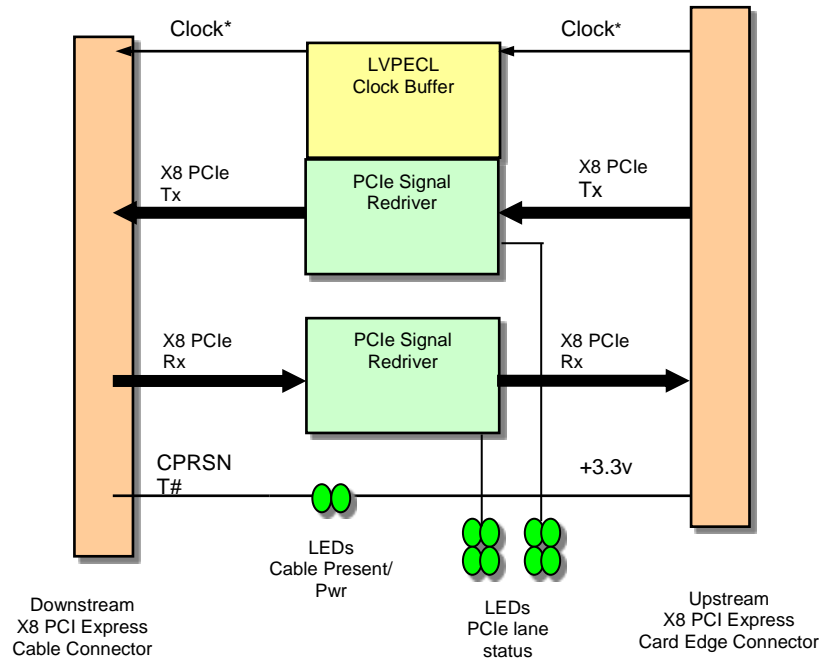 Clock*
Clock*
LVPECL
Clock Buffer
X8 PCIe
Tx
PCIe Signal
Redriver
X8 PCIe
Tx
X8 PCIe
Rx
PCIe Signal
Redriver
X8 PCIe
Rx
CPRSN
T#
+3.3v
LEDs
Cable Present/
Pwr
Downstream
X8 PCI Express
Cable Connector
LEDs
PCIe lane
status
Upstream
X8 PCI Express
Card Edge Connector